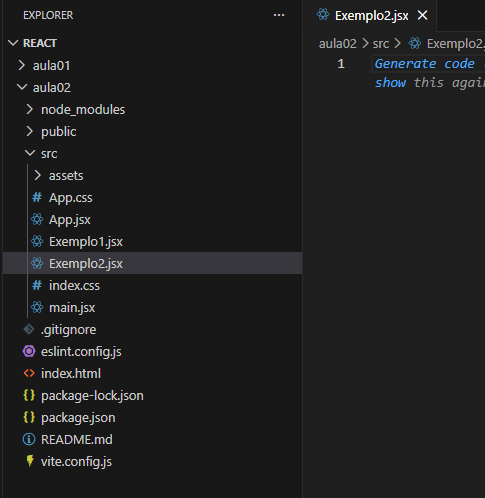 EXPLORER
REACT
aula01
aula02
node_modules
public
src
assets
App.css
App.jsx
Exemplo1.jsx
Exemplo2.jsx
index.css
main.jsx
.gitignore
eslint.config.js
index.html
package-lock.json
package.json
README.md
vite.config.js
Exemplo2.jsx
aula02 > src > Exemplo2.
1 Generate code
show this again